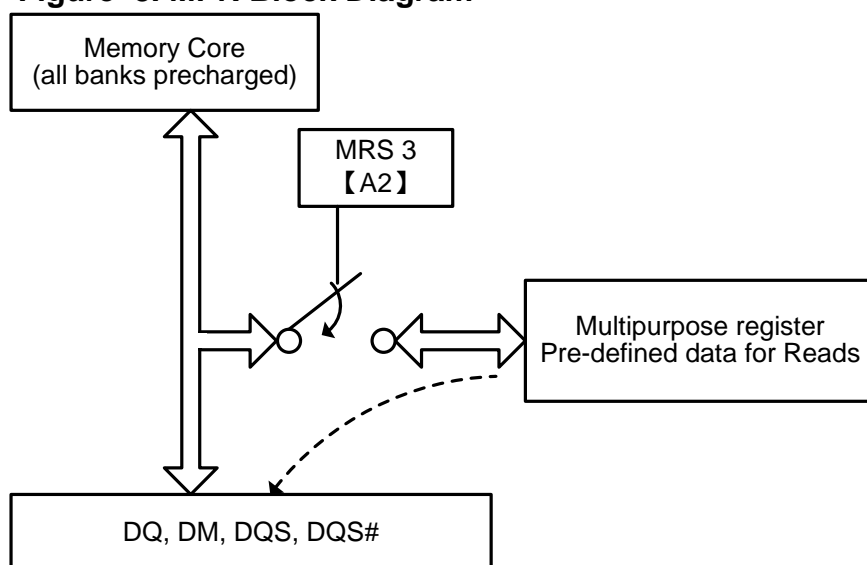 Memory Core
(all banks precharged)
MRS 3
【A2】
Multipurpose register
Pre-defined data for Reads
DQ, DM, DQS, DQS#